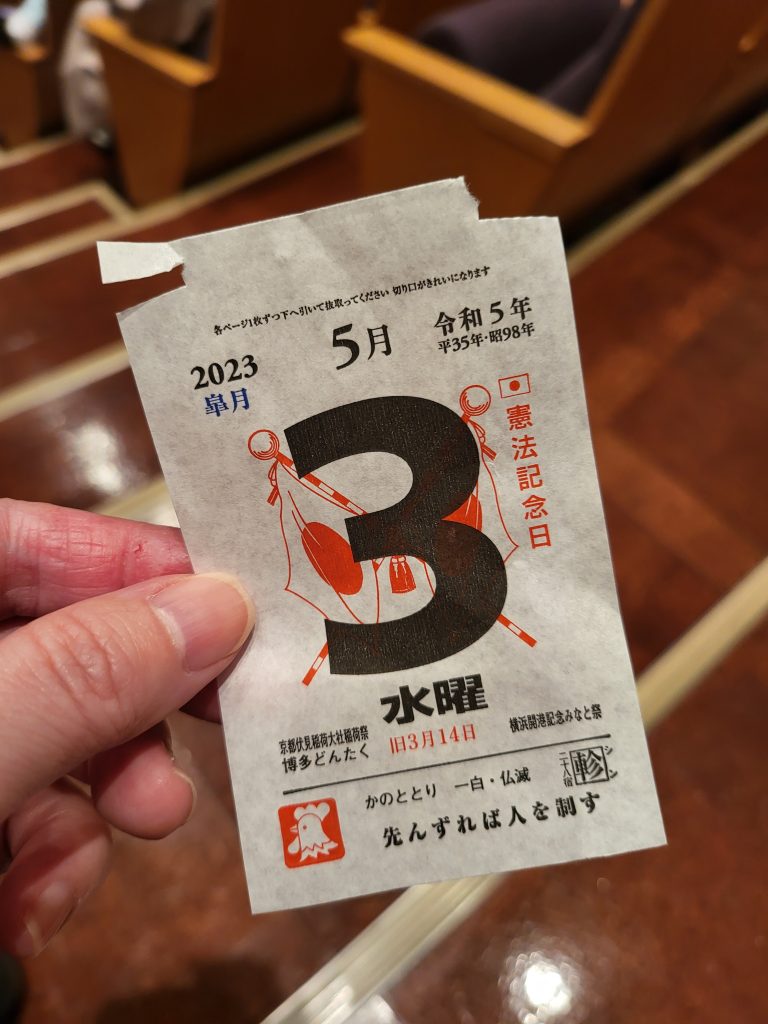 各ページ1枚ずつ下へ引いて抜取ってください 切り口がきれいになります
2023
皐月
5月
令和5年
平35年・昭98年
憲法記念日
3
水曜
京都伏見稲荷大社稲荷祭
博多どんたく
旧3月14日
横浜開港記念みなと祭
かのととり 一白・仏滅
二十八宿
軫
シン
先んずれば人を制す